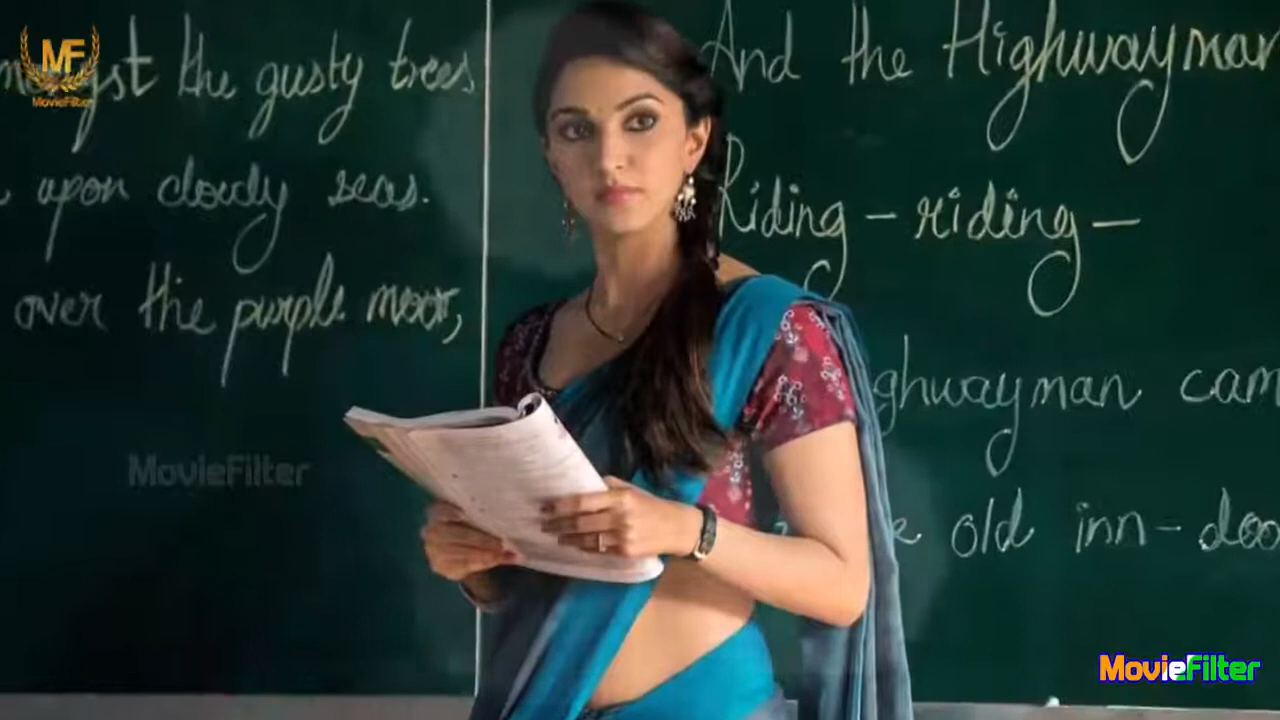 MF
MovieFilter
the gusty trees,
upon cloudy seas.
over the purple moor,
And the Highwayman
Riding – riding –
ghwayman cam
old inn-doo
MovieFilter
MovieFilter